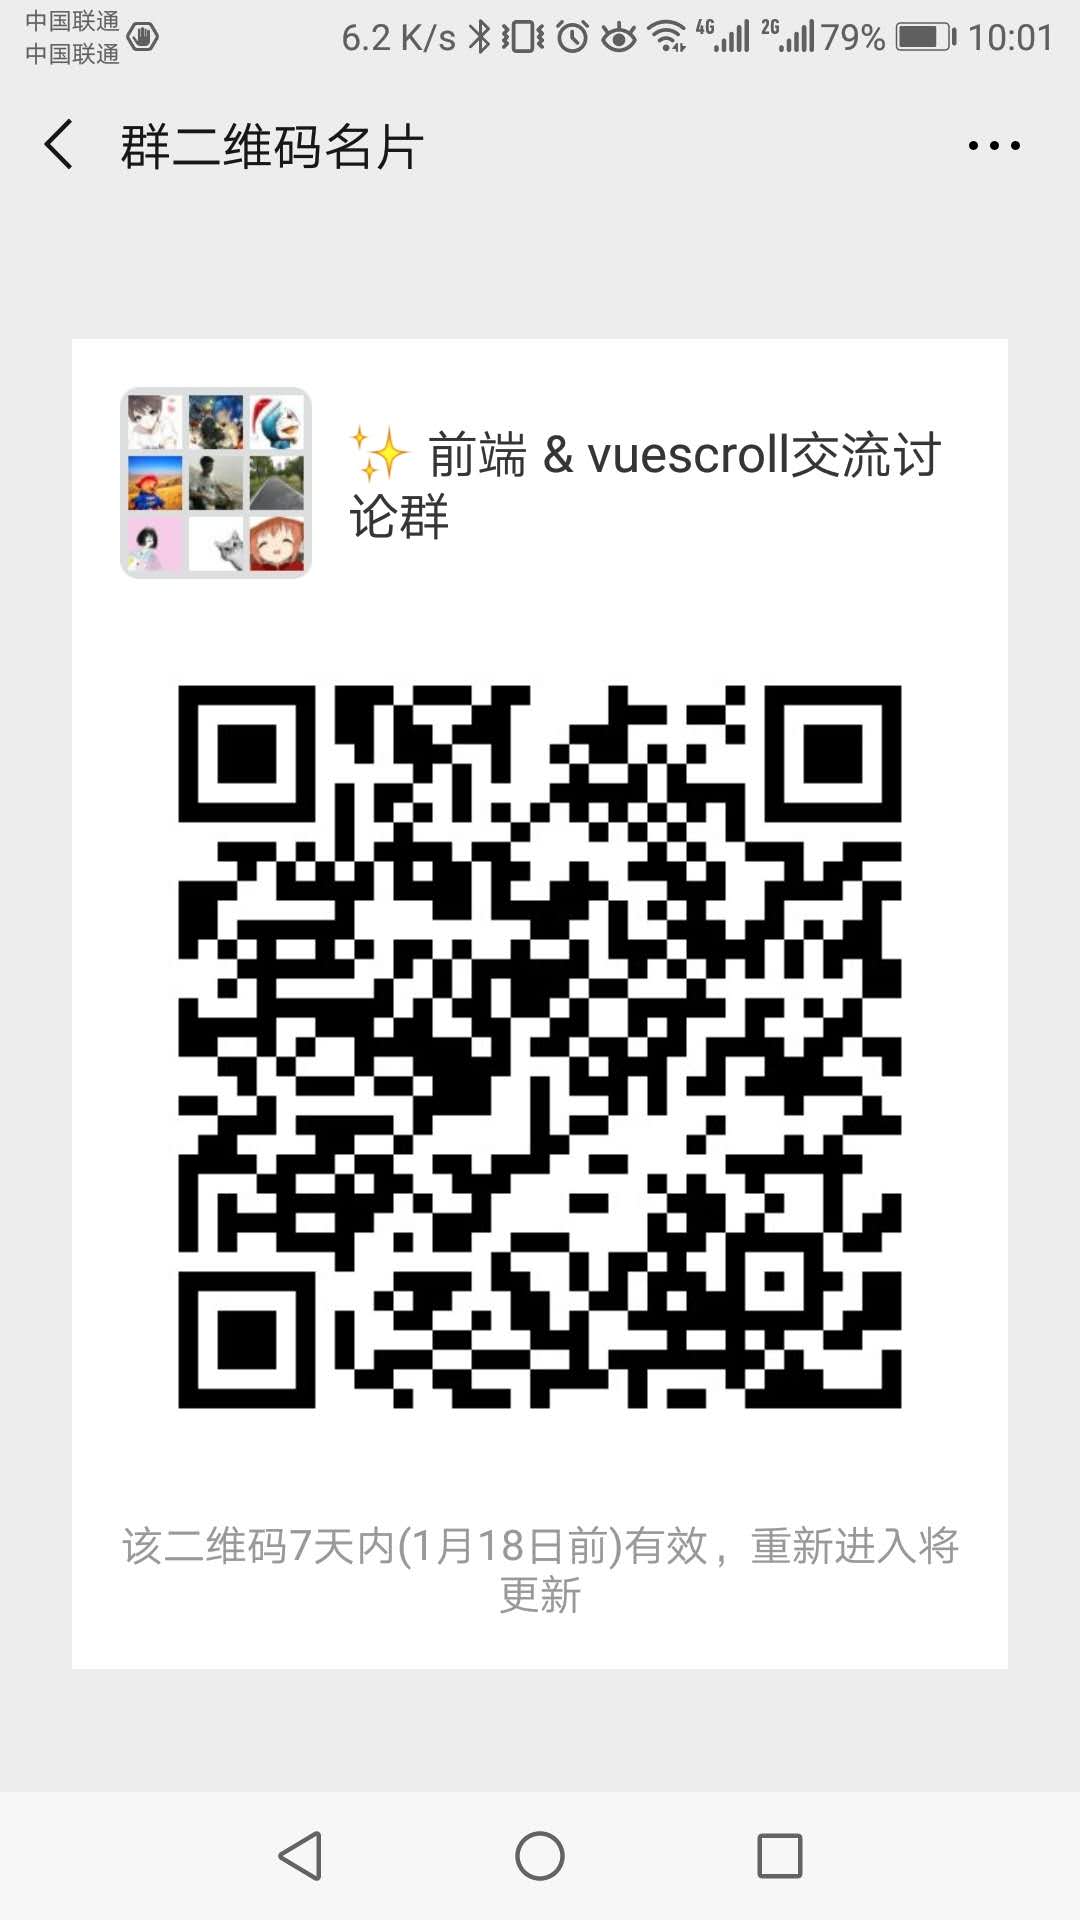 中国联通
中国联通
6.2 K/s 4G 2G 79% 10:01
群二维码名片
✨ 前端 & vuescroll交流讨
论群
该二维码7天内(1月18日前)有效，重新进入将
更新